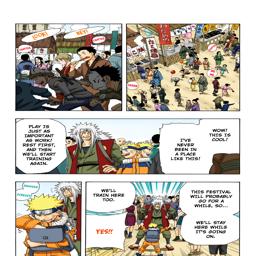 WOW!
THIS IS
COOL!
I'VE
NEVER
BEEN IN
A PLACE
LIKE THIS!
PLAY IS
JUST AS
IMPORTANT
AS WORK!
REST FIRST,
AND THEN
WE'LL START
TRAINING
AGAIN.
THIS FESTIVAL
WILL PROBABLY
GO FOR A
WHILE, SO...
WE'LL STAY
HERE WHILE
IT'S GOING
ON.
WE'LL
TRAIN HERE
TOO.
YES!!